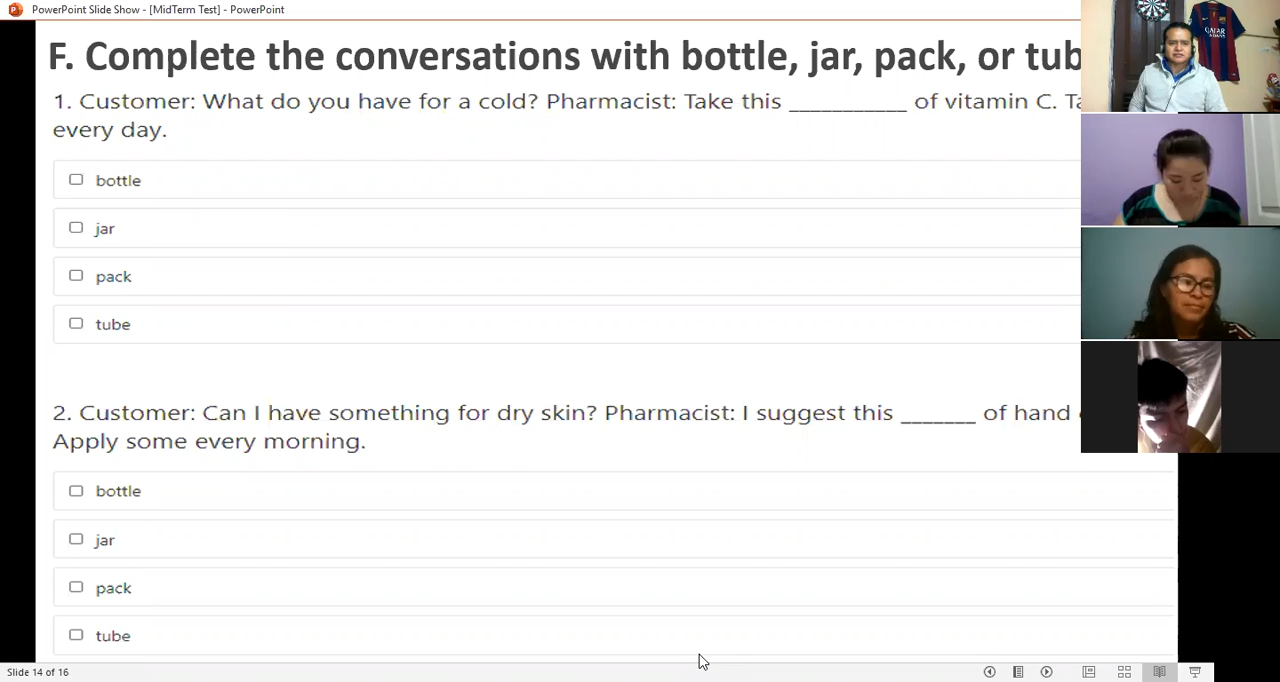 PowerPoint Slide Show - [MidTerm Test] - PowerPoint
F. Complete the conversations with bottle, jar, pack, or tub
1. Customer: What do you have for a cold? Pharmacist: Take this ___________ of vitamin C.
every day.
bottle
jar
pack
tube
2. Customer: Can I have something for dry skin? Pharmacist: I suggest this _______ of hand
Apply some every morning.
bottle
jar
pack
tube
Slide 14 of 16
QATAR